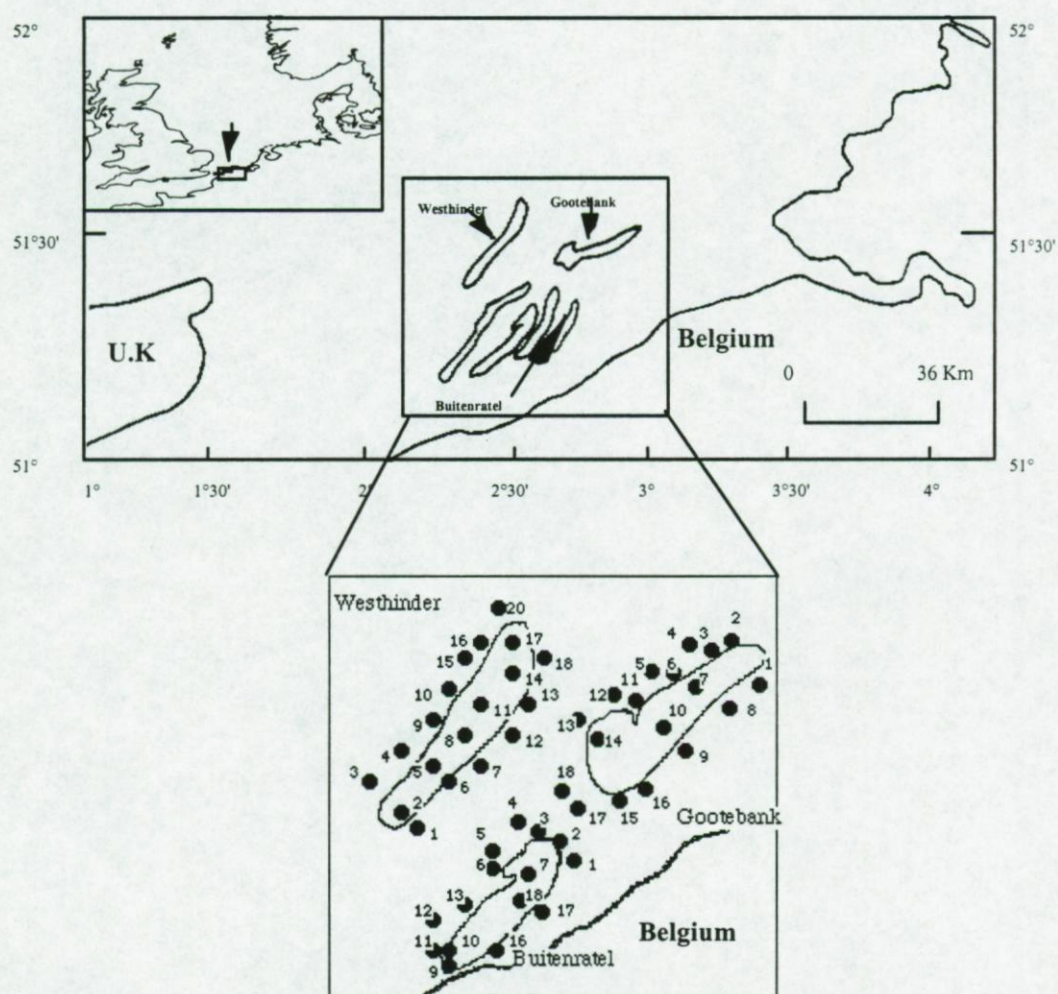 52°
52°
Westhinder
Gootebank
51°30'
51°30'
U.K
Belgium
0 36 Km
Buitenratel
51°
51°
1° 1°30' 2° 2°30' 3° 3°30' 4°
Westhinder
20
16 17
15 18
14
10 13
11
9
8 12
4
5 7
3 6
2
1
2
4 3
5 6 1
7
11
12 8
13 10
14
9
18
16
17 15
Gootebank
4
3
5 2
6 7 1
13 18
12 17
Belgium
11 10 16
Buitenratel
9